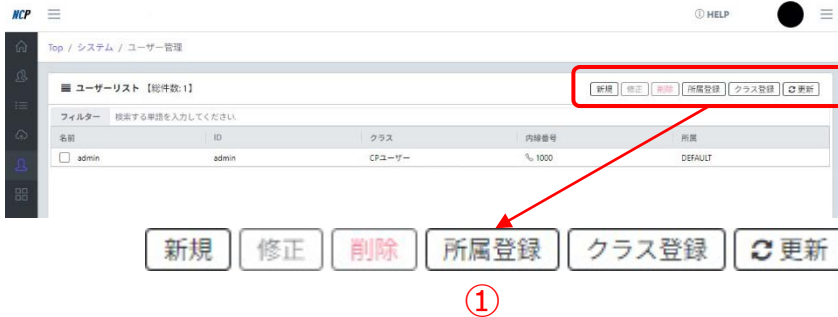 NCP HELP
Top / システム / ユーザー管理
ユーザーリスト 【総件数:1】 新規 修正 削除 所属登録 クラス登録 更新
フィルター 検索する単語を入力してください.
名前 ID クラス 内線番号 所属
admin admin CPユーザー 1000 DEFAULT
新規 修正 削除 所属登録 クラス登録 更新
①